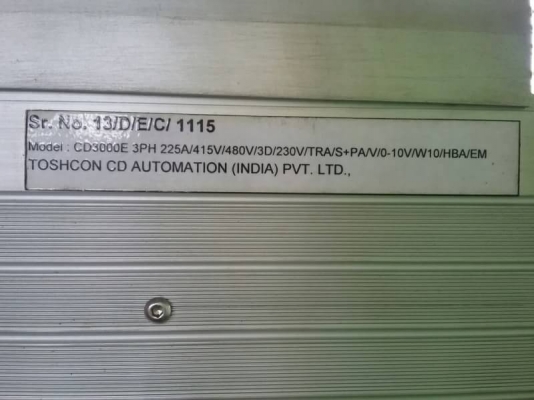 Sr. No. 13/D/E/C/ 1115
Model : CD3000E 3PH 225A/415V/480V/3D/230V/TRA/S+PA/V/0-10V/W10/HBA/EM
TOSHCON CD AUTOMATION (INDIA) PVT. LTD.,